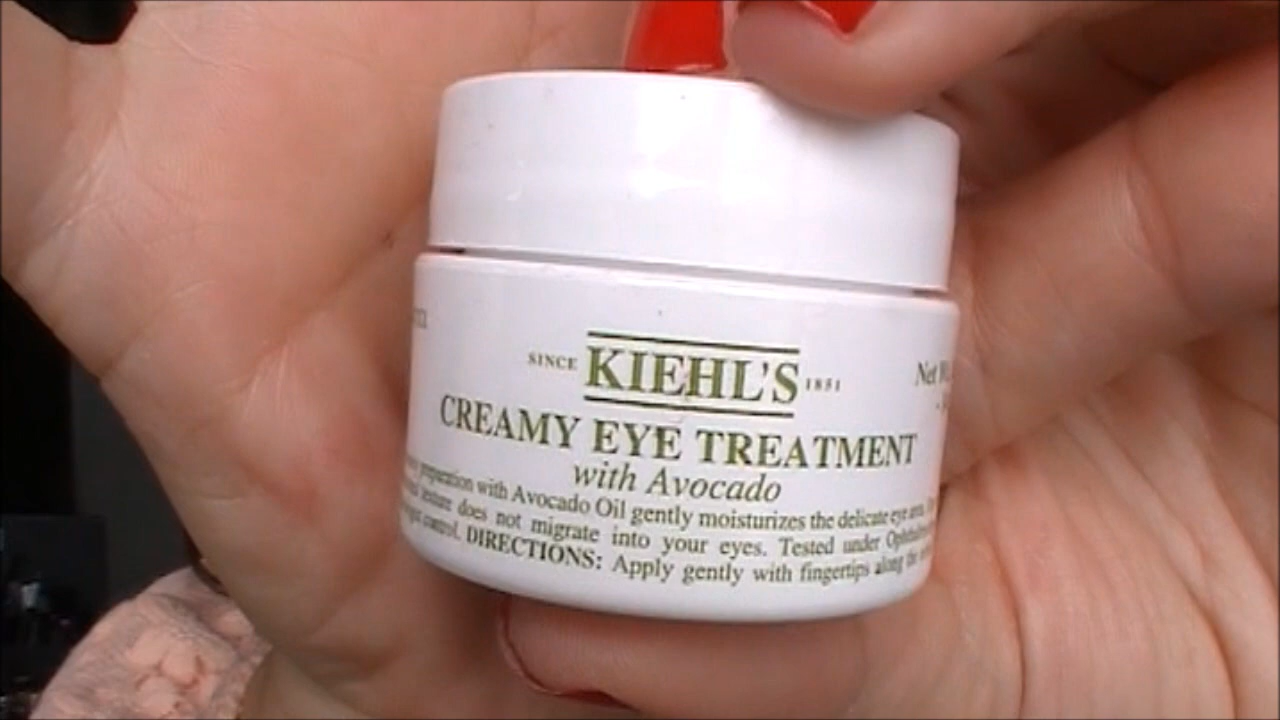 SINCE KIEHL'S 1851
Net
CREAMY EYE TREATMENT
with Avocado
preparation with Avocado Oil gently moisturizes the delicate eye area.
texture does not migrate into your eyes. Tested under
control. DIRECTIONS: Apply gently with fingertips along the